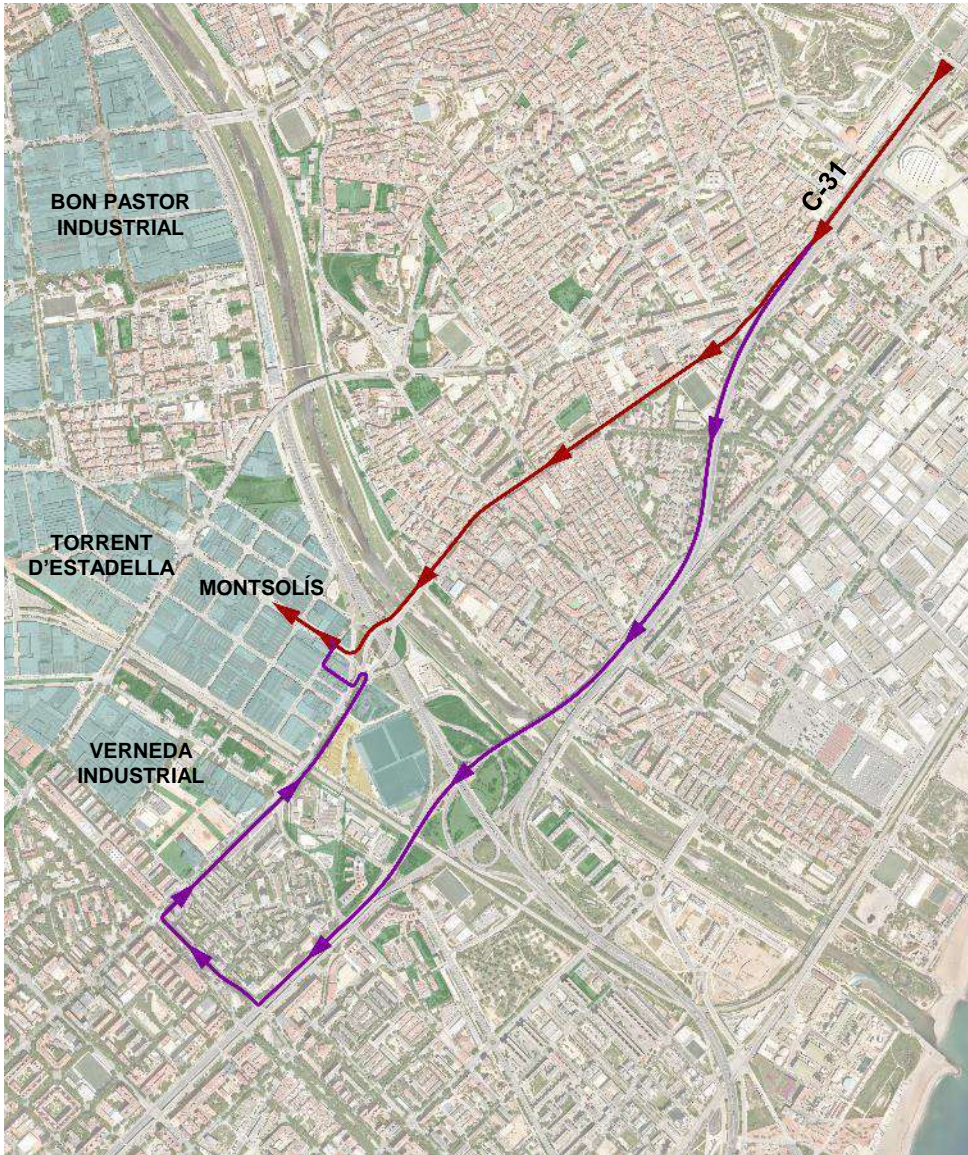 C-31
BON PASTOR
INDUSTRIAL
TORRENT
D'ESTADELLA
MONTSOLÍS
VERNEDA
INDUSTRIAL